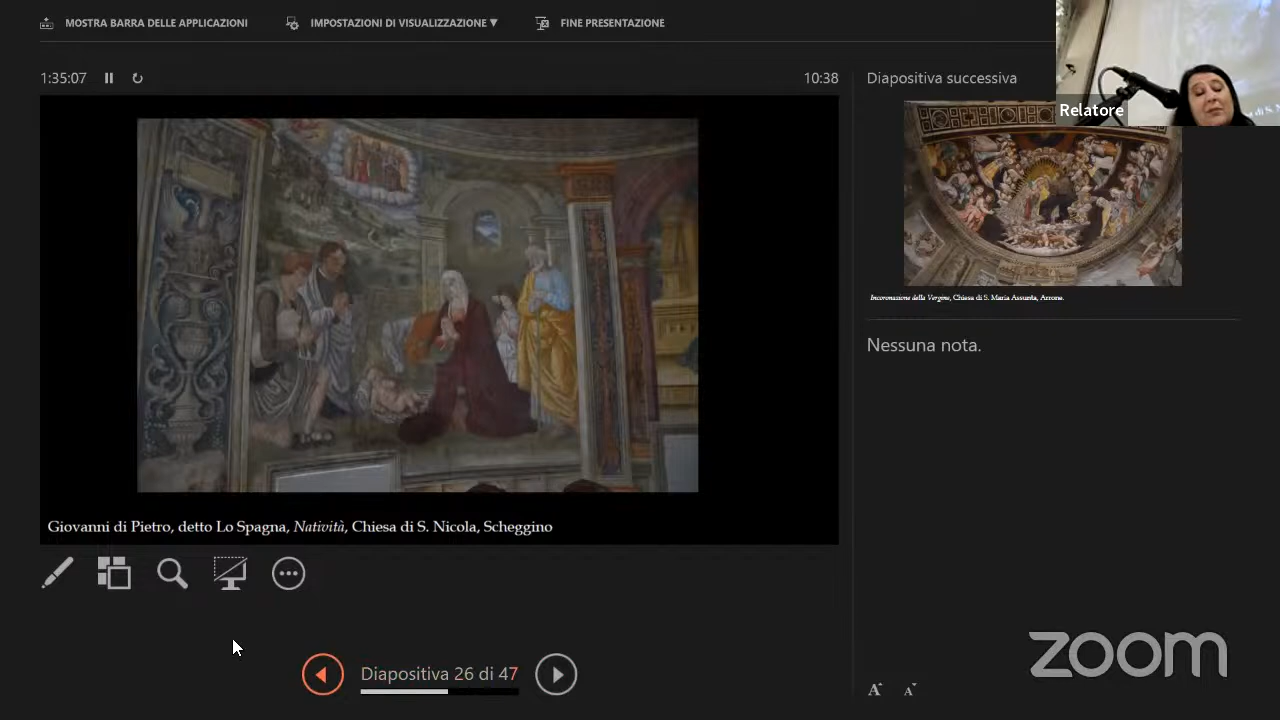 MOSTRA BARRA DELLE APPLICAZIONI
IMPOSTAZIONI DI VISUALIZZAZIONE ▼
FINE PRESENTAZIONE
1:35:07
10:38
Diapositiva successiva
Relatore
Incoronazione della Vergine, Chiesa di S. Maria Assunta, Arrone.
Nessuna nota.
Giovanni di Pietro, detto Lo Spagna, Natività, Chiesa di S. Nicola, Scheggino
Diapositiva 26 di 47
A A
zoom